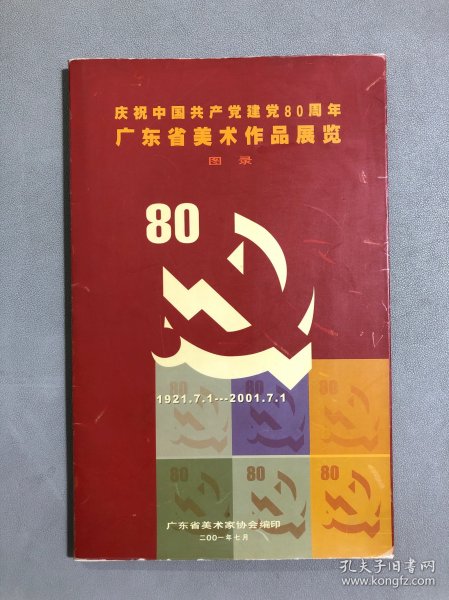 庆祝中国共产党建党80周年
广东省美术作品展览
图录
80
1921.7.1---2001.7.1
80
80
80
80
80
80
广东省美术家协会编印
二〇〇一年七月
孔夫子旧书网
www.kongfz.com